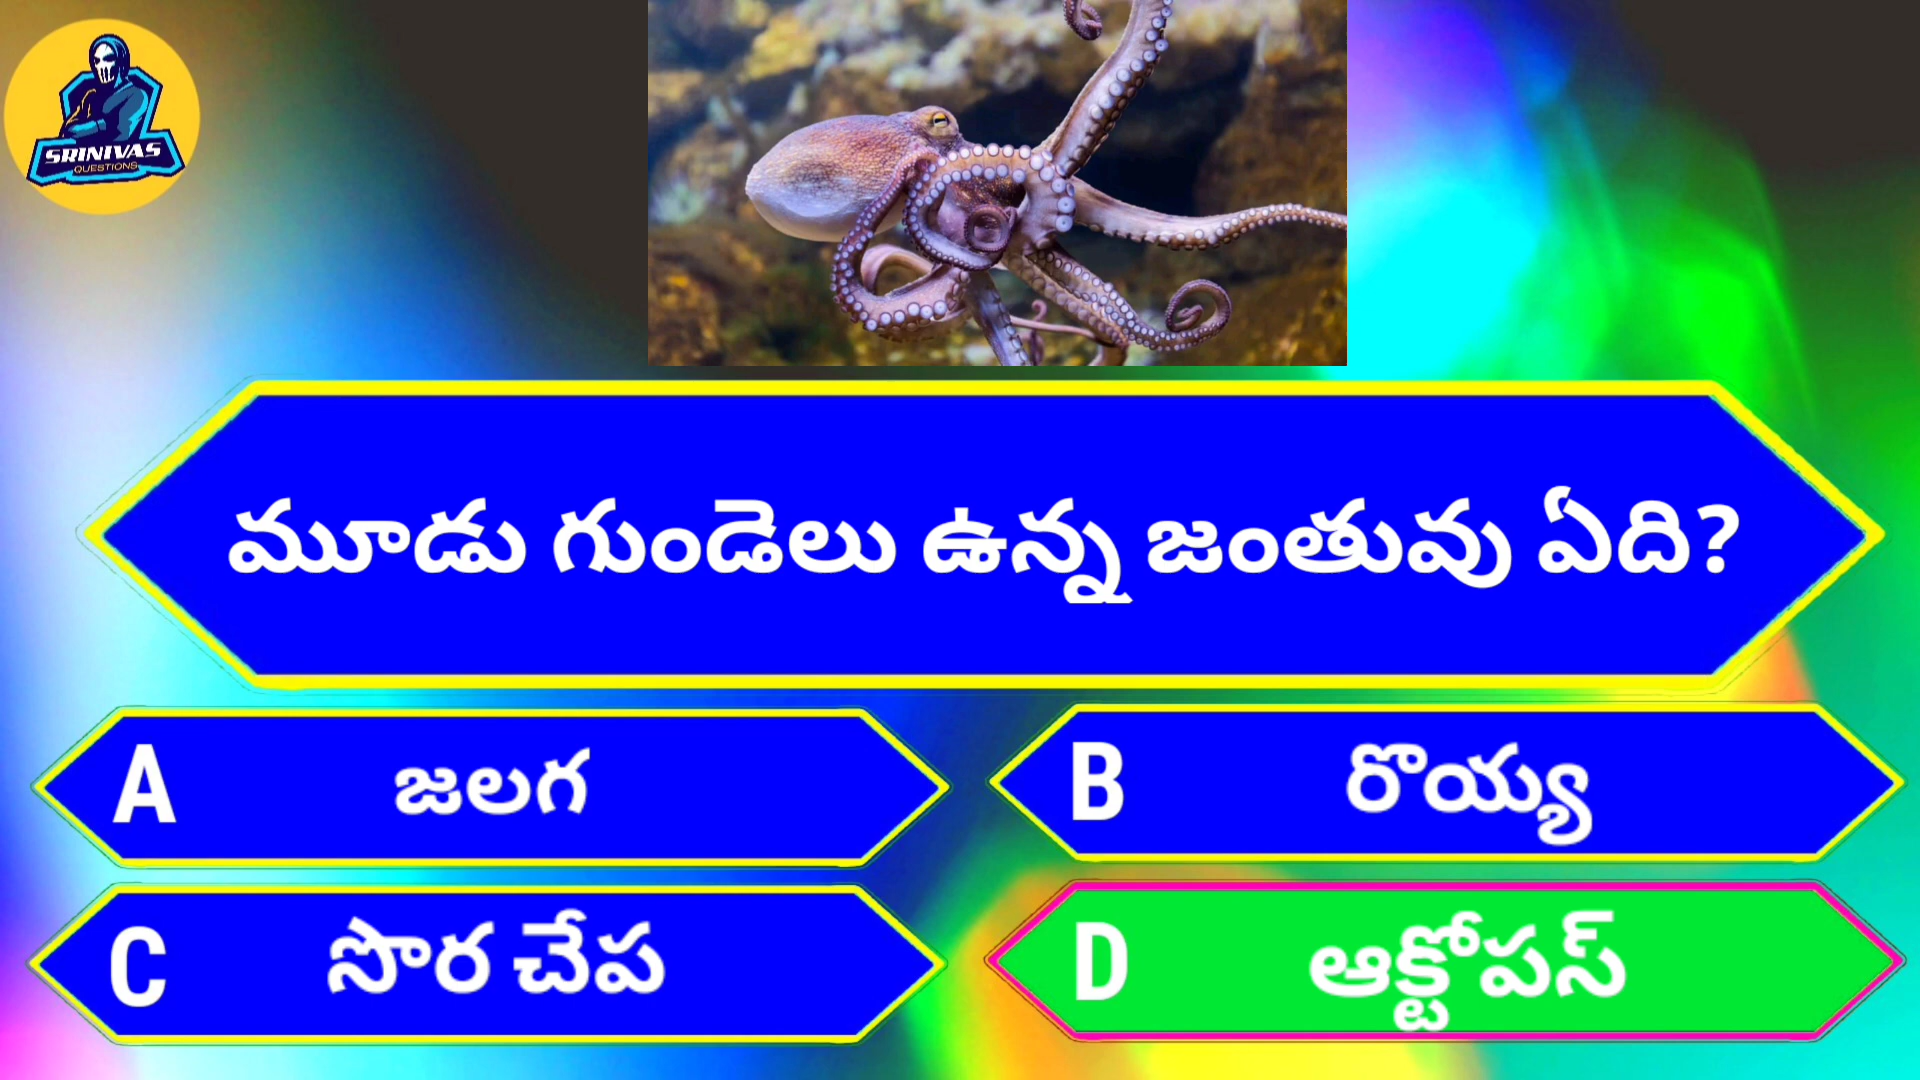 SRINIVAS
QUESTIONS
మూడు గుండెలు ఉన్న జంతువు ఏది?
A జలగ
B రొయ్య
C సొర చేప
D ఆక్టోపస్